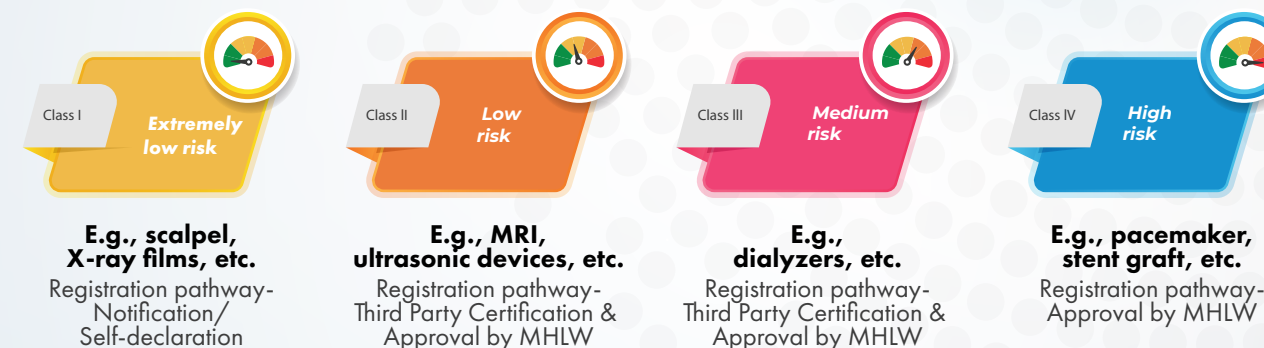 Class I
Extremely
low risk
E.g., scalpel,
X-ray films, etc.
Registration pathway-
Notification/
Self-declaration
Class II
Low
risk
E.g., MRI,
ultrasonic devices, etc.
Registration pathway-
Third Party Certification &
Approval by MHLW
Class III
Medium
risk
E.g.,
dialyzers, etc.
Registration pathway-
Third Party Certification &
Approval by MHLW
Class IV
High
risk
E.g., pacemaker,
stent graft, etc.
Registration pathway-
Approval by MHLW